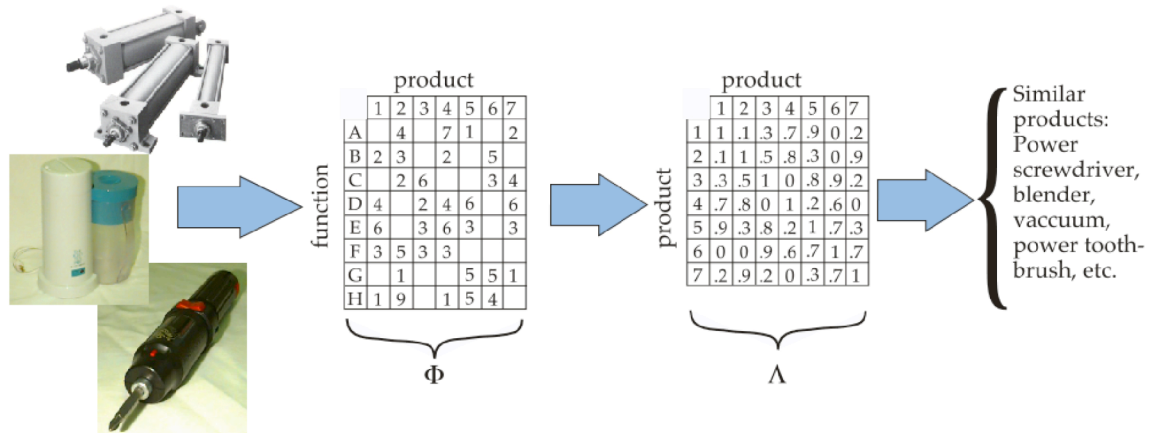 product
function
1 2 3 4 5 6 7
A 4 7 1 2
B 2 3 2 5
C 2 6 3 4
D 4 2 4 6 6
E 6 3 6 3 3
F 3 5 3 3
G 1 5 5 1
H 1 9 1 5 4
Φ
product
product
1 2 3 4 5 6 7
1 1 .1 .3 .7 .9 0 .2
2 .1 1 .5 .8 .3 0 .9
3 .3 .5 1 0 .8 .9 .2
4 .7 .8 0 1 .2 .6 0
5 .9 .3 .8 .2 1 .7 .3
6 0 0 .9 .6 .7 1 .7
7 .2 .9 .2 0 .3 .7 1
Λ
Similar
products:
Power
screwdriver,
blender,
vaccuum,
power tooth-
brush, etc.